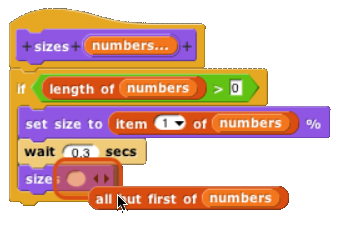 + sizes + numbers... +
if length of numbers > 0
set size to item 1 of numbers %
wait 0.3 secs
sizes
all but first of numbers